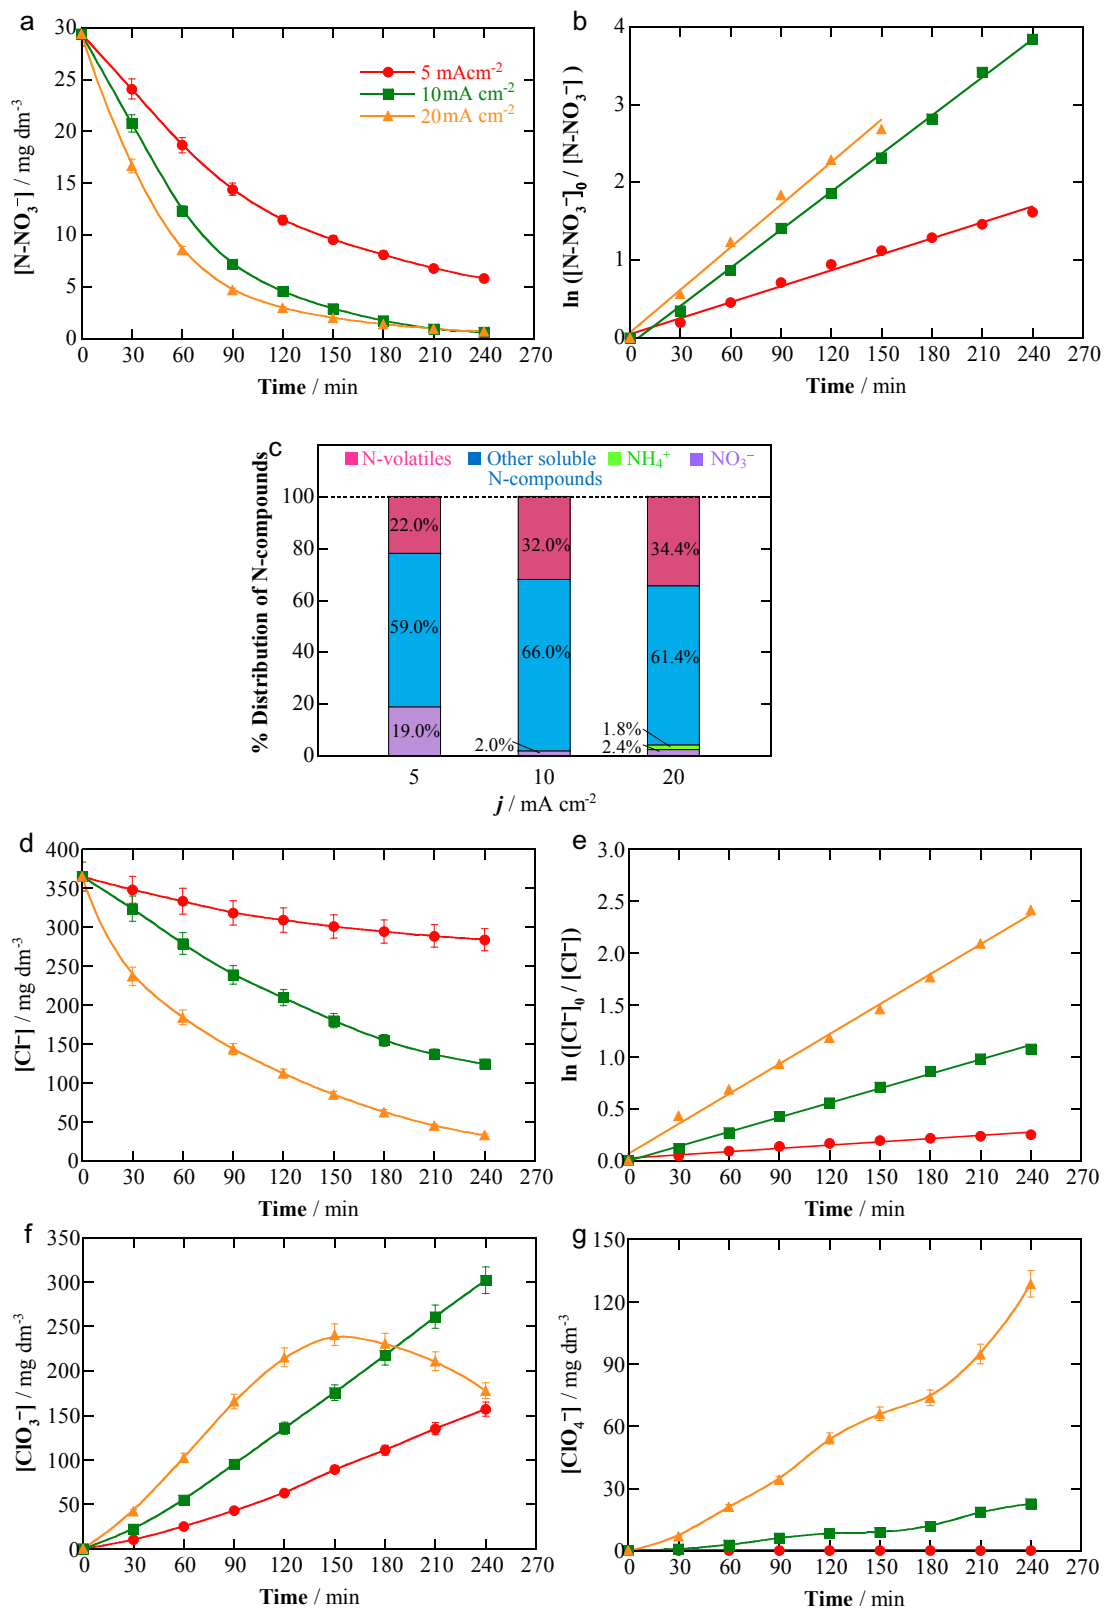 a
30
25
20
15
10
5
0
[N-NO₃⁻] / mg dm⁻³
5 mAcm⁻²
10mA cm⁻²
20mA cm⁻²
0 30 60 90 120 150 180 210 240 270
Time / min
b
4
3
2
1
0
ln ([N-NO₃⁻]₀ / [N-NO₃⁻] )
0 30 60 90 120 150 180 210 240 270
Time / min
c
N-volatiles
Other soluble
N-compounds
NH₄⁺
NO₃⁻
% Distribution of N-compounds
100
80
60
40
20
0
22.0%
59.0%
19.0%
32.0%
66.0%
2.0%
34.4%
61.4%
1.8%
2.4%
5 10 20
j / mA cm⁻²
d
400
350
300
250
200
150
100
50
0
[Cl⁻] / mg dm⁻³
0 30 60 90 120 150 180 210 240 270
Time / min
e
3.0
2.5
2.0
1.5
1.0
0.5
0.0
ln ([Cl⁻]₀ / [Cl⁻])
0 30 60 90 120 150 180 210 240 270
Time / min
f
350
300
250
200
150
100
50
0
[ClO₃⁻] / mg dm⁻³
0 30 60 90 120 150 180 210 240 270
Time / min
g
150
120
90
60
30
0
[ClO₄⁻] / mg dm⁻³
0 30 60 90 120 150 180 210 240 270
Time / min